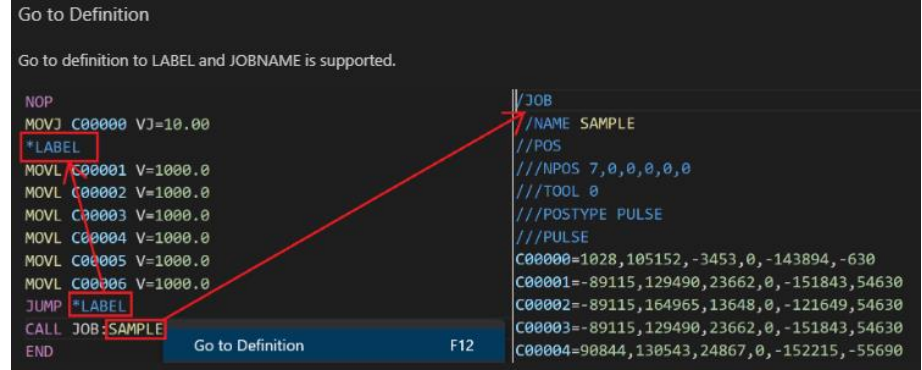 Go to Definition
Go to definition to LABEL and JOBNAME is supported.
NOP
MOVJ C00000 VJ=10.00
*LABEL
MOVL C00001 V=1000.0
MOVL C00002 V=1000.0
MOVL C00003 V=1000.0
MOVL C00004 V=1000.0
MOVL C00005 V=1000.0
MOVL C00006 V=1000.0
JUMP *LABEL
CALL JOB:SAMPLE
END
Go to Definition F12
/JOB
//NAME SAMPLE
//POS
///NPOS 7,0,0,0,0,0
///TOOL 0
///POSTYPE PULSE
///PULSE
C00000=1028,105152,-3453,0,-143894,-630
C00001=-89115,129490,23662,0,-151843,54630
C00002=-89115,164965,13648,0,-121649,54630
C00003=-89115,129490,23662,0,-151843,54630
C00004=90844,130543,24867,0,-152215,-55690